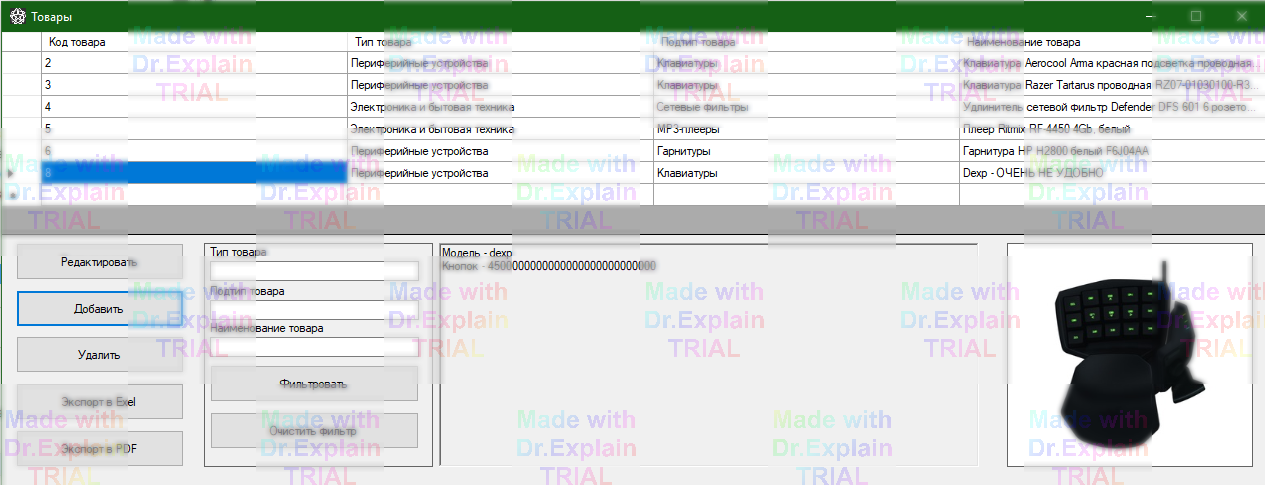 Товары
Код товара Тип товара Подтип товара Наименование товара
2 Периферийные устройства Клавиатуры Клавиатура Aerocool Arna красная подсветка проводная...
3 Периферийные устройства Клавиатуры Клавиатура Razer Tartarus проводная RZ07-01030100-R3...
4 Электроника и бытовая техника Сетевые фильтры Удлинитель сетевой фильтр Defender DFS 601 6 розето...
5 Электроника и бытовая техника MP3-плееры Плеер Ritmix RF-4450 4Gb, белый
6 Периферийные устройства Гарнитуры Гарнитура HP H2800 белый F6J04AA
8 Периферийные устройства Клавиатуры Dexp - ОЧЕНЬ НЕ УДОБНО
Редактировать
Добавить
Удалить
Экспорт в Exel
Экспорт в PDF
Тип товара
Подтип товара
Наименование товара
Фильтровать
Очистить фильтр
Модель - dexp
Made with
Dr.Explain
TRIAL